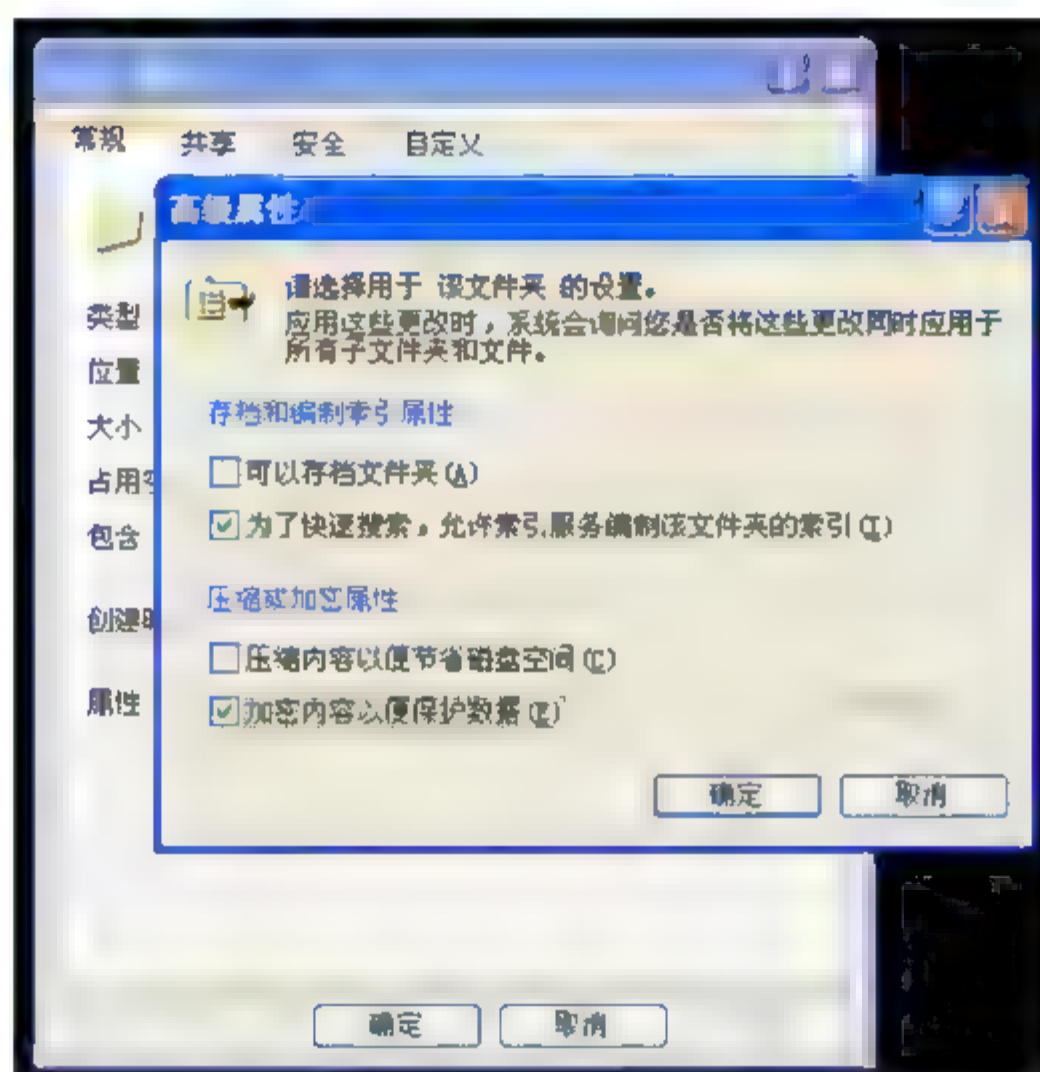 常规 共享 安全 自定义
高级属性
请选择用于 该文件夹 的设置。
应用这些更改时，系统会询问您是否将这些更改同时应用于
所有子文件夹和文件。
类型
位置
大小
占用空
包含
创建时
属性
存档和编制索引属性
可以存档文件夹(A)
为了快速搜索，允许索引服务编制该文件夹的索引(I)
压缩或加密属性
压缩内容以便节省磁盘空间(C)
加密内容以便保护数据(E)
确定 取消
确定 取消